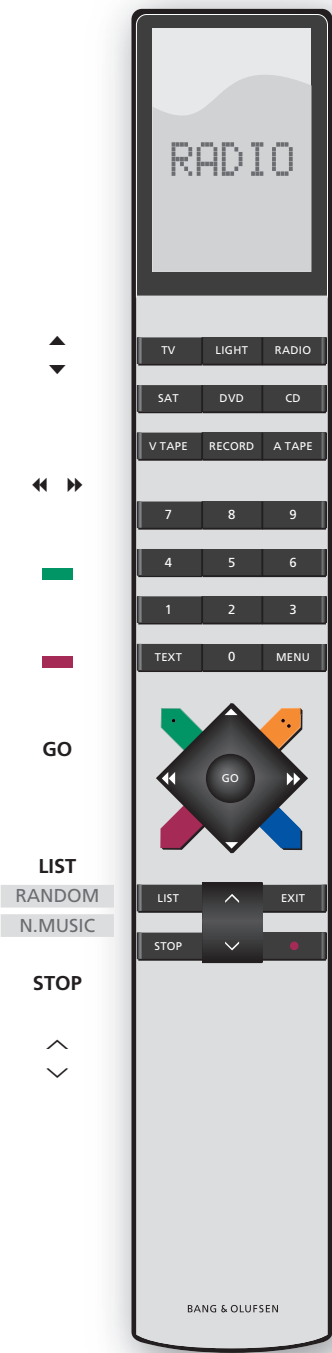 RADIO
TV LIGHT RADIO
SAT DVD CD
V TAPE RECORD A TAPE
7 8 9
4 5 6
1 2 3
TEXT 0 MENU
GO
GO
LIST
RANDOM
N.MUSIC
LIST EXIT
STOP
STOP
BANG & OLUFSEN